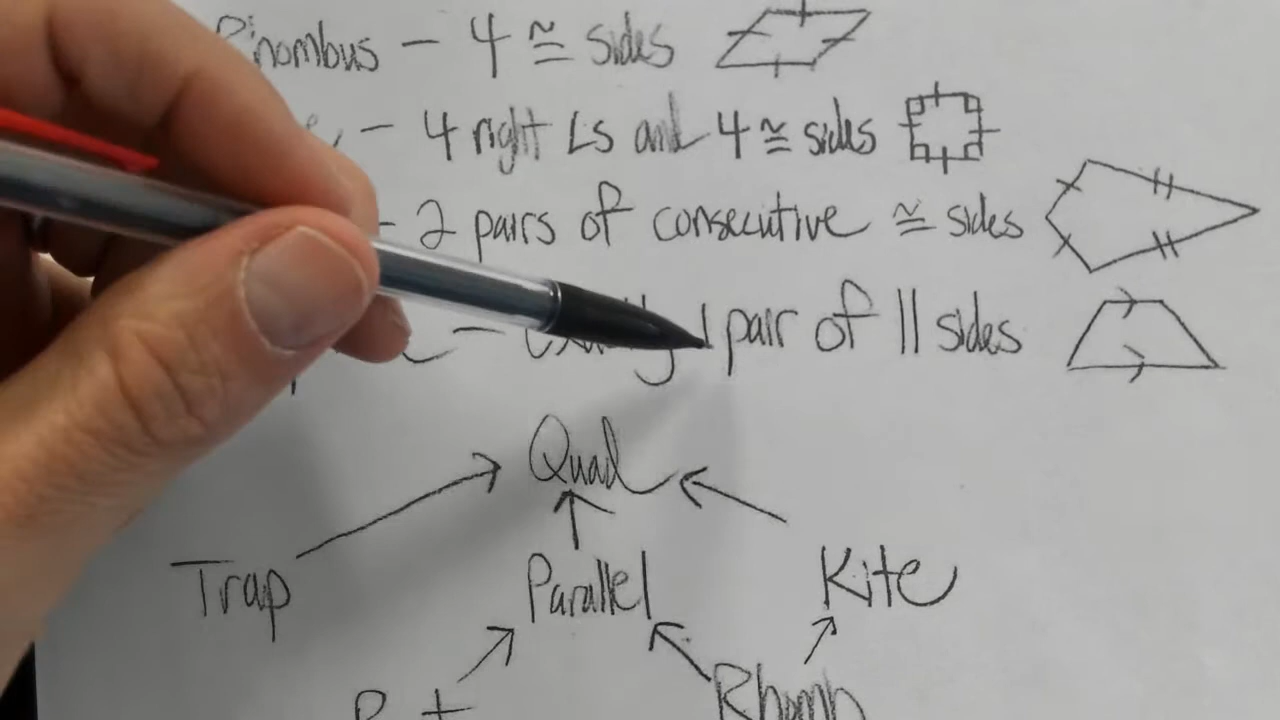 Rhombus - 4 ≅ sides
- 4 right ∠s and 4 ≅ sides
- 2 pairs of consecutive ≅ sides
- 1 pair of || sides
Quad
Trap Parallel Kite
Rhomb